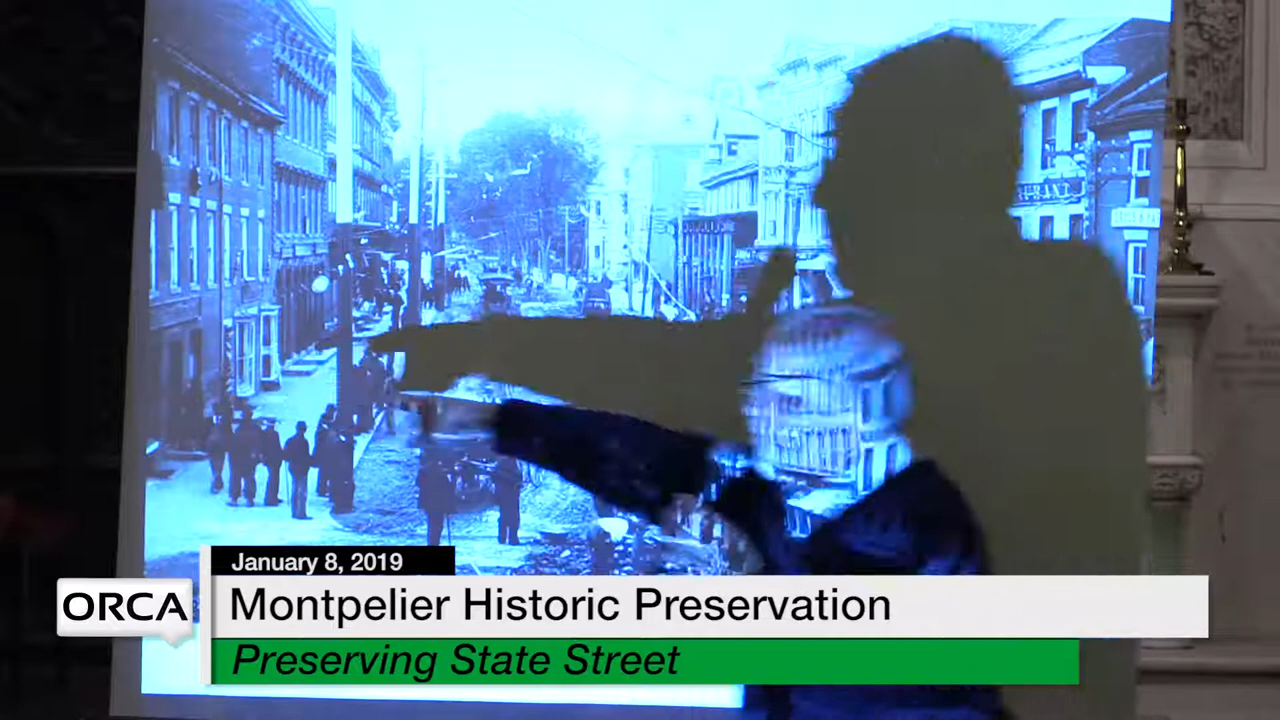 January 8, 2019
ORCA
Montpelier Historic Preservation
Preserving State Street